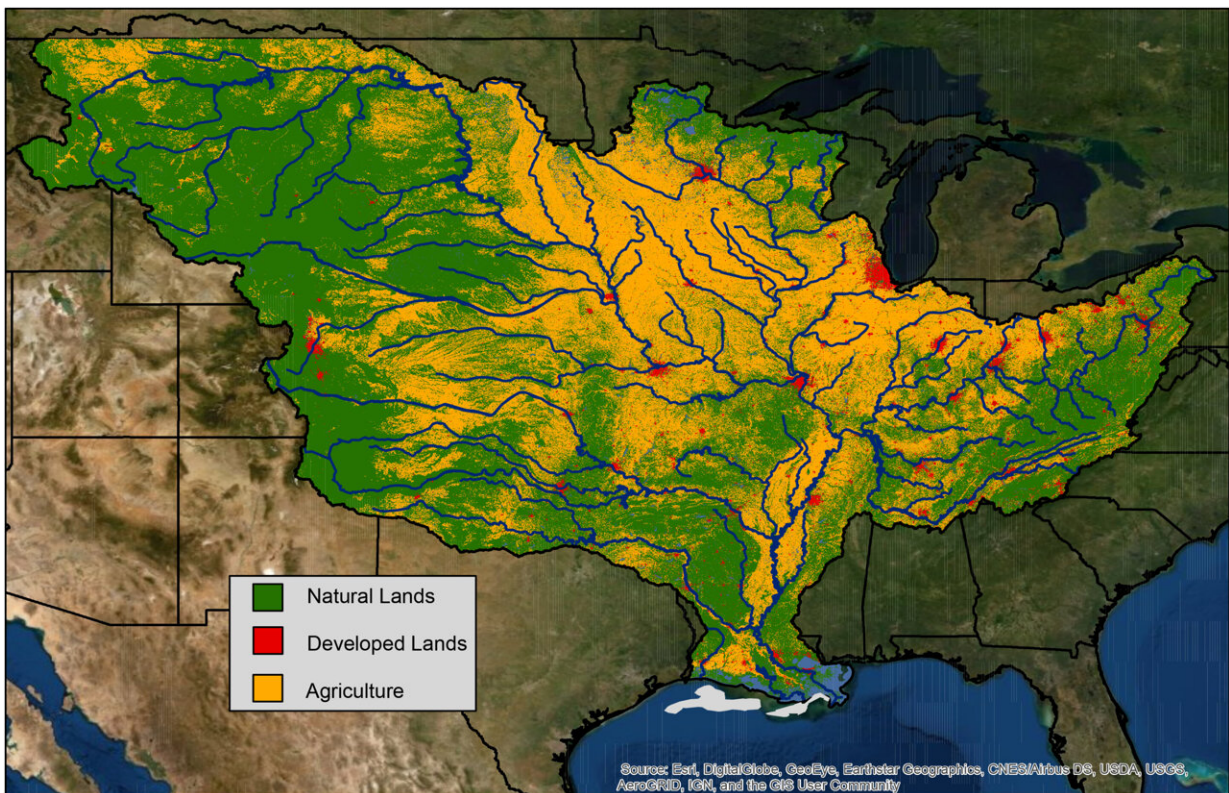 Natural Lands
Developed Lands
Agriculture
Source: Esri, DigitalGlobe, GeoEye, Earthstar Geographics, CNES/Airbus DS, USDA, USGS,
AeroGRID, IGN, and the GIS User Community